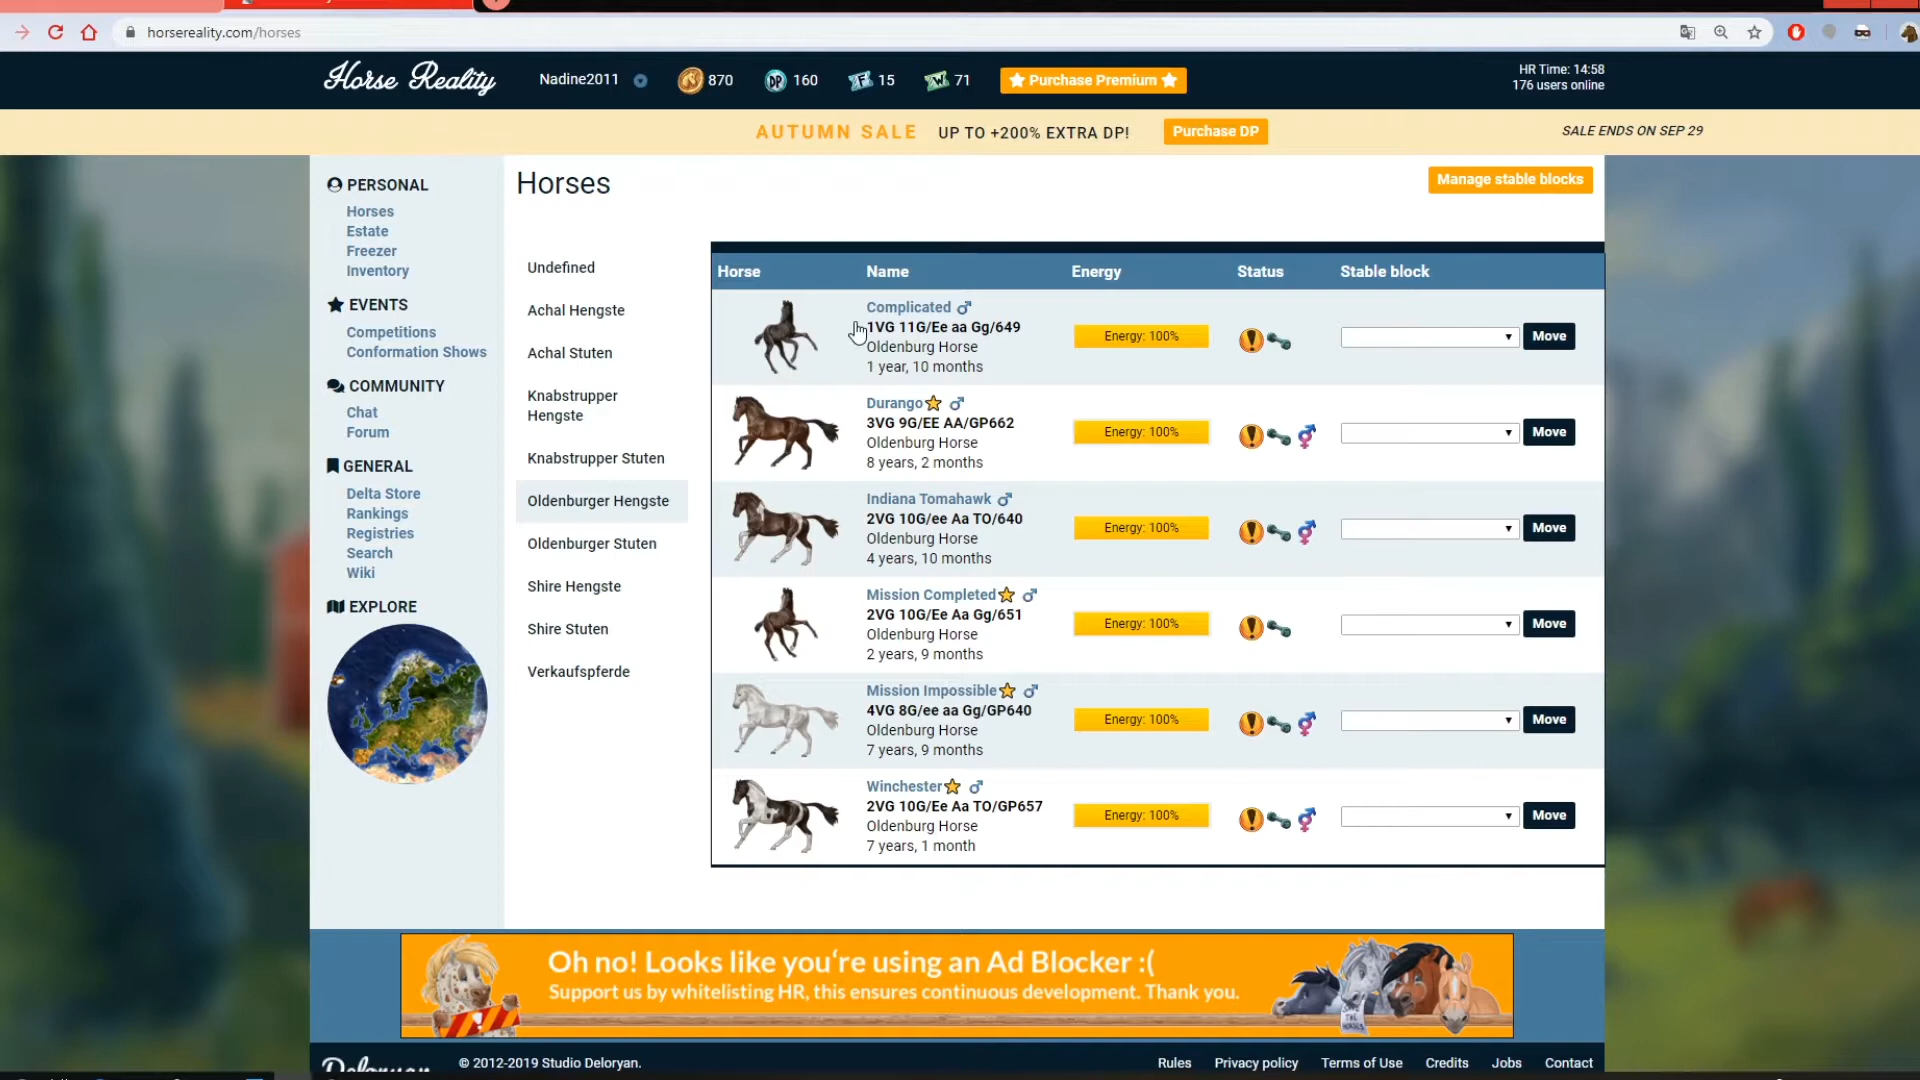 horsereality.com/horses
Horse Reality
Nadine2011
870
DP 160
F 15
W 71
Purchase Premium
HR Time: 14:58
176 users online
AUTUMN SALE UP TO +200% EXTRA DP!
Purchase DP
SALE ENDS ON SEP 29
PERSONAL
Horses
Estate
Freezer
Inventory
EVENTS
Competitions
Conformation Shows
COMMUNITY
Chat
Forum
GENERAL
Delta Store
Rankings
Registries
Search
Wiki
EXPLORE
Horses
Manage stable blocks
Undefined
Achal Hengste
Achal Stuten
Knabstrupper
Hengste
Knabstrupper Stuten
Oldenburger Hengste
Oldenburger Stuten
Shire Hengste
Shire Stuten
Verkaufspferde
Horse Name Energy Status Stable block
Complicated
1VG 11G/Ee aa Gg/649
Oldenburg Horse
1 year, 10 months
Energy: 100%
Move
Durango
3VG 9G/EE AA/GP662
Oldenburg Horse
8 years, 2 months
Energy: 100%
Move
Indiana Tomahawk
2VG 10G/ee Aa TO/640
Oldenburg Horse
4 years, 10 months
Energy: 100%
Move
Mission Completed
2VG 10G/Ee Aa Gg/651
Oldenburg Horse
2 years, 9 months
Energy: 100%
Move
Mission Impossible
4VG 8G/ee aa Gg/GP640
Oldenburg Horse
7 years, 9 months
Energy: 100%
Move
Winchester
2VG 10G/Ee Aa TO/GP657
Oldenburg Horse
7 years, 1 month
Energy: 100%
Move
Oh no! Looks like you're using an Ad Blocker :(
Support us by whitelisting HR, this ensures continuous development. Thank you.
SAVE THE HORSES
Deloryan
© 2012-2019 Studio Deloryan.
Rules
Privacy policy
Terms of Use
Credits
Jobs
Contact